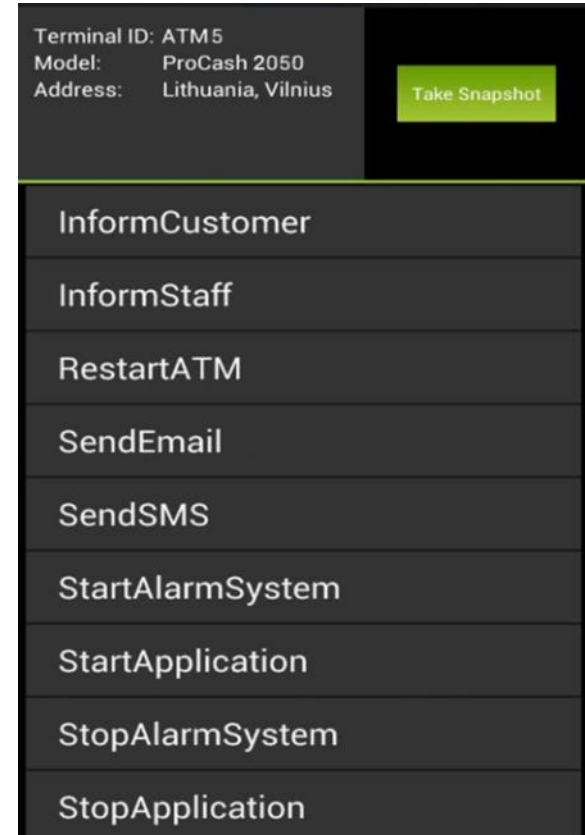 Terminal ID: ATM5
Model: ProCash 2050
Address: Lithuania, Vilnius
Take Snapshot
InformCustomer
InformStaff
RestartATM
SendEmail
SendSMS
StartAlarmSystem
StartApplication
StopAlarmSystem
StopApplication